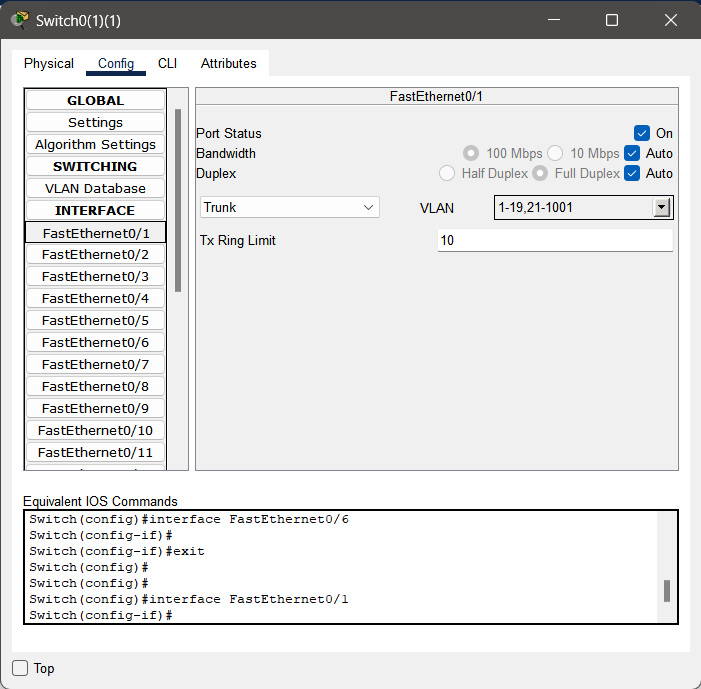 Switch0(1)(1)
Physical Config CLI Attributes
GLOBAL
Settings
Algorithm Settings
SWITCHING
VLAN Database
INTERFACE
FastEthernet0/1
FastEthernet0/2
FastEthernet0/3
FastEthernet0/4
FastEthernet0/5
FastEthernet0/6
FastEthernet0/7
FastEthernet0/8
FastEthernet0/9
FastEthernet0/10
FastEthernet0/11
FastEthernet0/1
Port Status On
Bandwidth 100 Mbps 10 Mbps Auto
Duplex Half Duplex Full Duplex Auto
Trunk VLAN 1-19,21-1001
Tx Ring Limit 10
Equivalent IOS Commands
Switch(config)#interface FastEthernet0/6
Switch(config-if)#
Switch(config-if)#exit
Switch(config)#
Switch(config)#
Switch(config)#interface FastEthernet0/1
Switch(config-if)#
Top